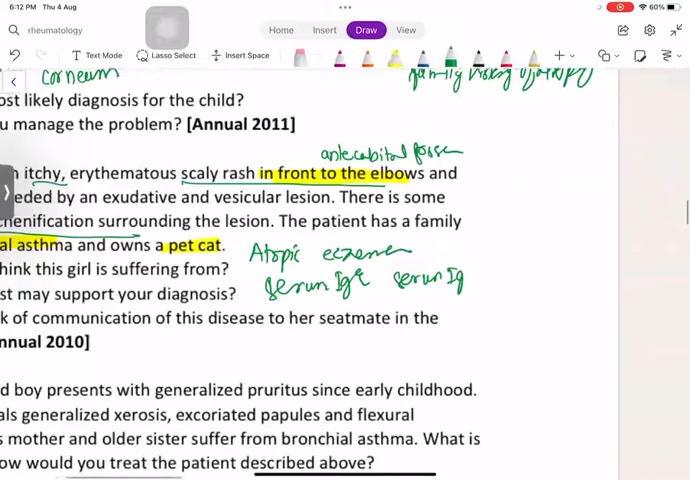 6:12 PM Thu 4 Aug
60%
rheumatology
Home Insert Draw View
Text Mode Lasso Select Insert Space
corneum
family
ost likely diagnosis for the child?
u manage the problem? [Annual 2011]
antecubital fossa
n itchy, erythematous scaly rash in front to the elbows and
eeded by an exudative and vesicular lesion. There is some
henification surrounding the lesion. The patient has a family
al asthma and owns a pet cat.
Atopic eczema
hink this girl is suffering from?
serum IgE serum Ig
st may support your diagnosis?
k of communication of this disease to her seatmate in the
nnual 2010]
d boy presents with generalized pruritus since early childhood.
als generalized xerosis, excoriated papules and flexural
s mother and older sister suffer from bronchial asthma. What is
ow would you treat the patient described above?